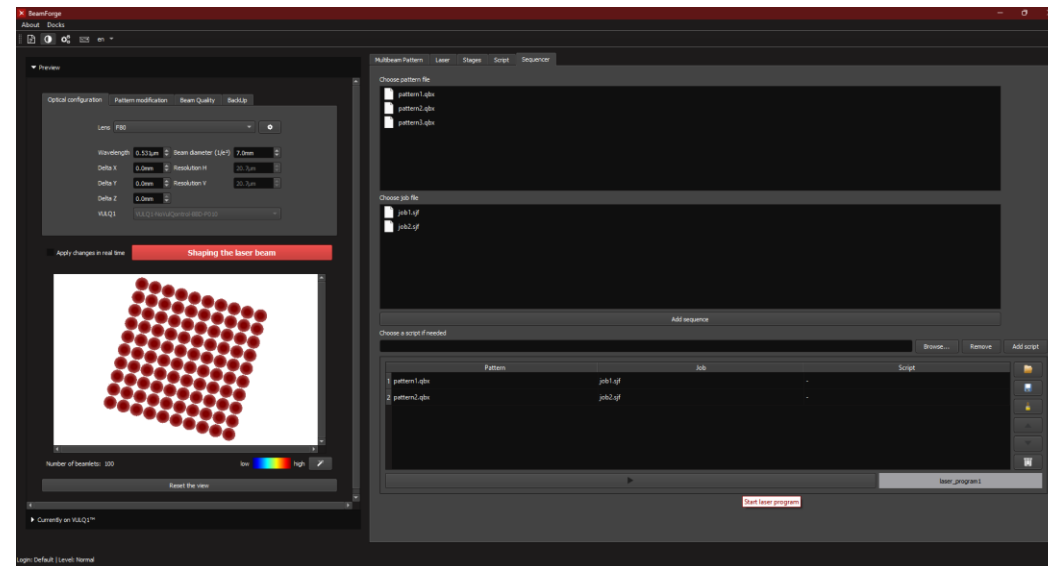 BeamForge
About Docks
en
Preview
Optical configuration Pattern modification Beam Quality BackUp
Lens F80
Wavelength 0.531µm Beam diameter (1/e²) 7.0mm
Delta X 0.0mm Resolution H 20.7µm
Delta Y 0.0mm Resolution V 20.7µm
Delta Z 0.0mm
VULQ1
Apply changes in real time Shaping the laser beam
Number of beamlets: 100 low high
Reset the view
Currently on VULQ1™
Login: Default | Level: Normal
Multibeam Pattern Laser Stages Script Sequencer
Choose pattern file
pattern1.qbx
pattern2.qbx
pattern3.qbx
Choose job file
job1.sjf
job2.sjf
Add sequence
Choose a script if needed
Browse... Remove Add script
Pattern Job Script
1 pattern1.qbx job1.sjf -
2 pattern2.qbx job2.sjf -
laser_program1
Start laser program